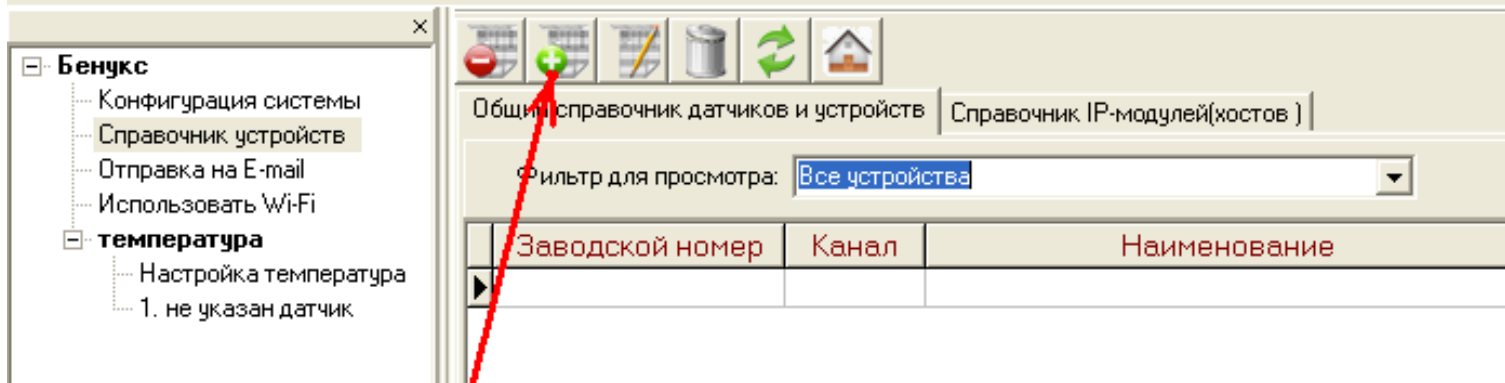 Бенукс
Конфигурация системы
Справочник устройств
Отправка на E-mail
Использовать Wi-Fi
температура
Настройка температура
1. не указан датчик
Общий справочник датчиков и устройств
Справочник IP-модулей(хостов )
Фильтр для просмотра: Все устройства
Заводской номер Канал Наименование